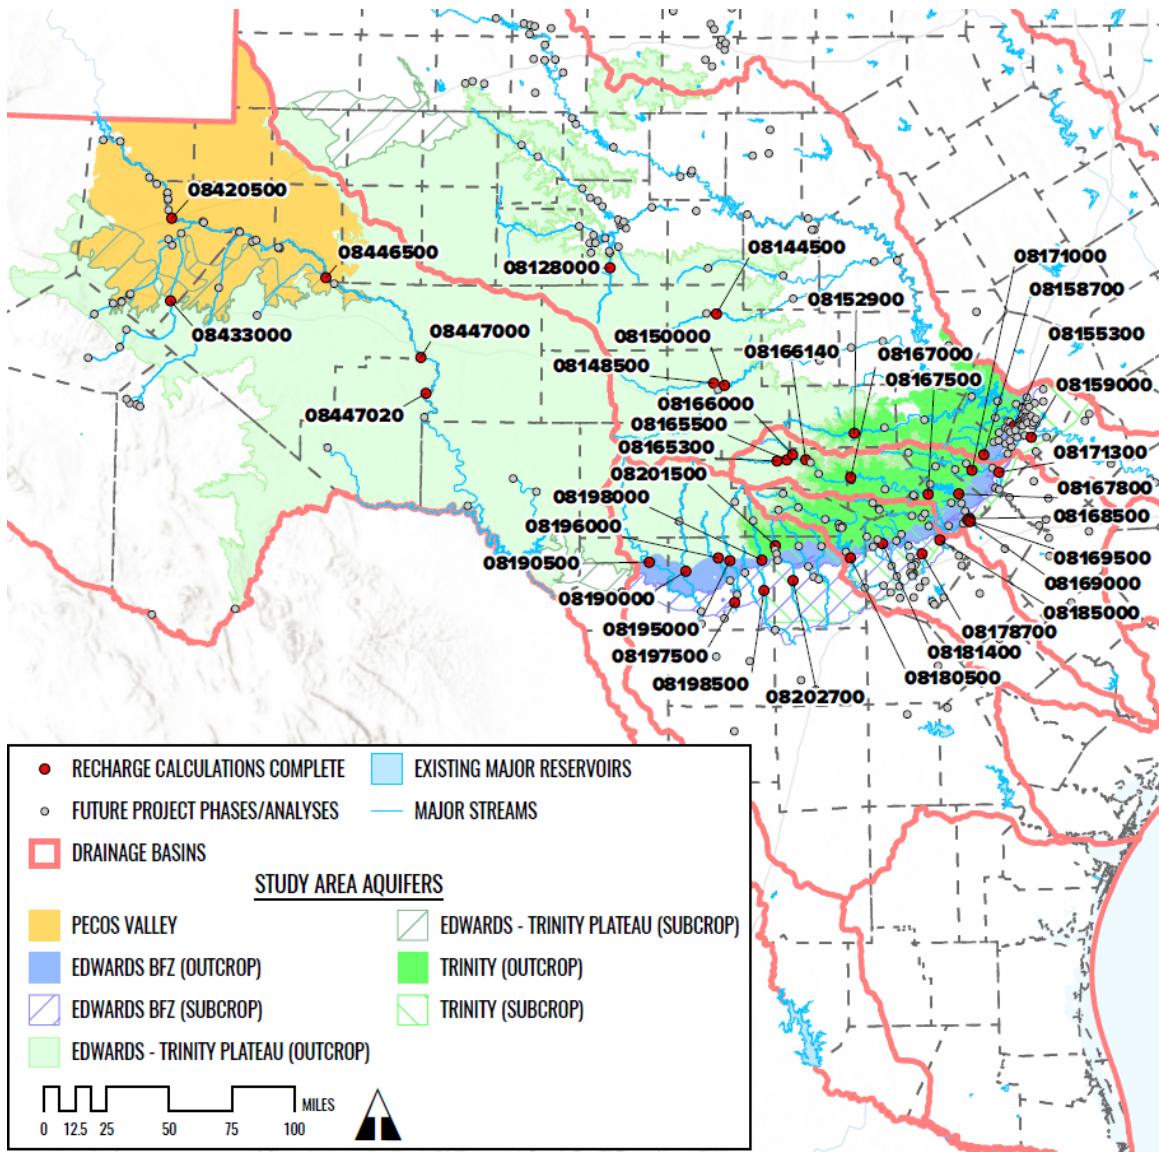 08420500
08446500
08433000
08447000
08447020
08128000
08144500
08171000
08158700
08152900
08150000
08155300
08166140
08167000
08148500
08167500
08159000
08166000
08165500
08165300
08171300
08201500
08167800
08198000
08168500
08196000
08169500
08190500
08169000
08190000
08185000
08195000
08178700
08197500
08181400
08198500
08180500
08202700
RECHARGE CALCULATIONS COMPLETE
EXISTING MAJOR RESERVOIRS
FUTURE PROJECT PHASES/ANALYSES
MAJOR STREAMS
DRAINAGE BASINS
STUDY AREA AQUIFERS
PECOS VALLEY
EDWARDS - TRINITY PLATEAU (SUBCROP)
EDWARDS BFZ (OUTCROP)
TRINITY (OUTCROP)
EDWARDS BFZ (SUBCROP)
TRINITY (SUBCROP)
EDWARDS - TRINITY PLATEAU (OUTCROP)
MILES
0 12.5 25 50 75 100